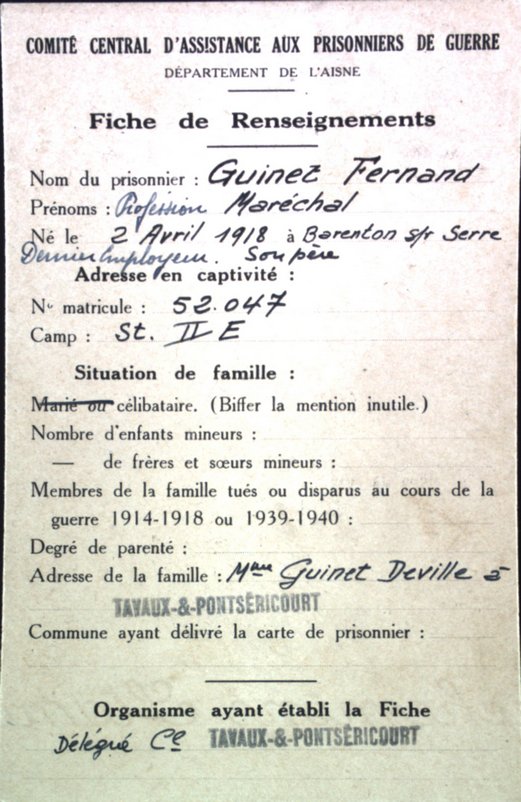 COMITÉ CENTRAL D'ASSISTANCE AUX PRISONNIERS DE GUERRE
DÉPARTEMENT DE L'AISNE
Fiche de Renseignements
Nom du prisonnier : Guinet Fernand
Prénoms : Profession Maréchal
Né le 2 Avril 1918 à Barenton s/r Serre
Dernier Employeur. Son père
Adresse en captivité :
No matricule : 52.047
Camp : St. II E
Situation de famille :
Marié ou célibataire. (Biffer la mention inutile.)
Nombre d'enfants mineurs :
— de frères et sœurs mineurs :
Membres de la famille tués ou disparus au cours de la
guerre 1914-1918 ou 1939-1940 :
Degré de parenté :
Adresse de la famille : Mme Guinet Deville à
TAVAUX-&-PONTSÉRICOURT
Commune ayant délivré la carte de prisonnier :
Organisme ayant établi la Fiche
Délégué Ce TAVAUX-&-PONTSÉRICOURT